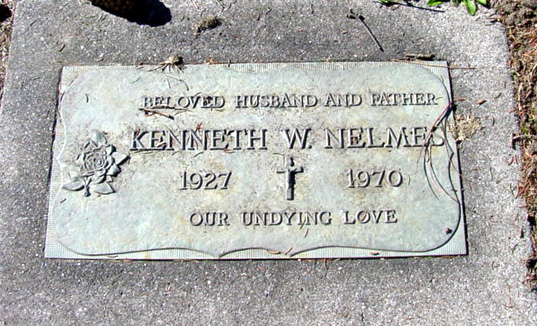 BELOVED HUSBAND AND FATHER
KENNETH W. NELMES
1927 1970
OUR UNDYING LOVE